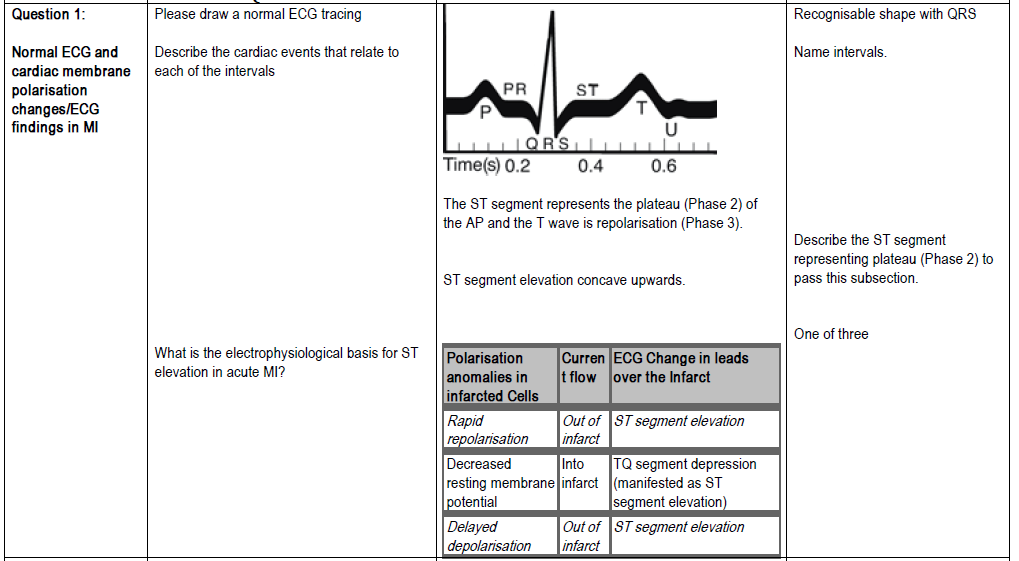 Question 1:
Normal ECG and
cardiac membrane
polarisation
changes/ECG
findings in MI
Please draw a normal ECG tracing
Describe the cardiac events that relate to
each of the intervals
What is the electrophysiological basis for ST
elevation in acute MI?
PR
ST
P
T
U
Q R S
Time(s) 0.2 0.4 0.6
The ST segment represents the plateau (Phase 2) of
the AP and the T wave is repolarisation (Phase 3).
ST segment elevation concave upwards.
Polarisation
anomalies in
infarcted Cells
Curren
t flow
ECG Change in leads
over the Infarct
Rapid
repolarisation
Out of
infarct
ST segment elevation
Decreased
resting membrane
potential
Into
infarct
TQ segment depression
(manifested as ST
segment elevation)
Delayed
depolarisation
Out of
infarct
ST segment elevation
Recognisable shape with QRS
Name intervals.
Describe the ST segment
representing plateau (Phase 2) to
pass this subsection.
One of three